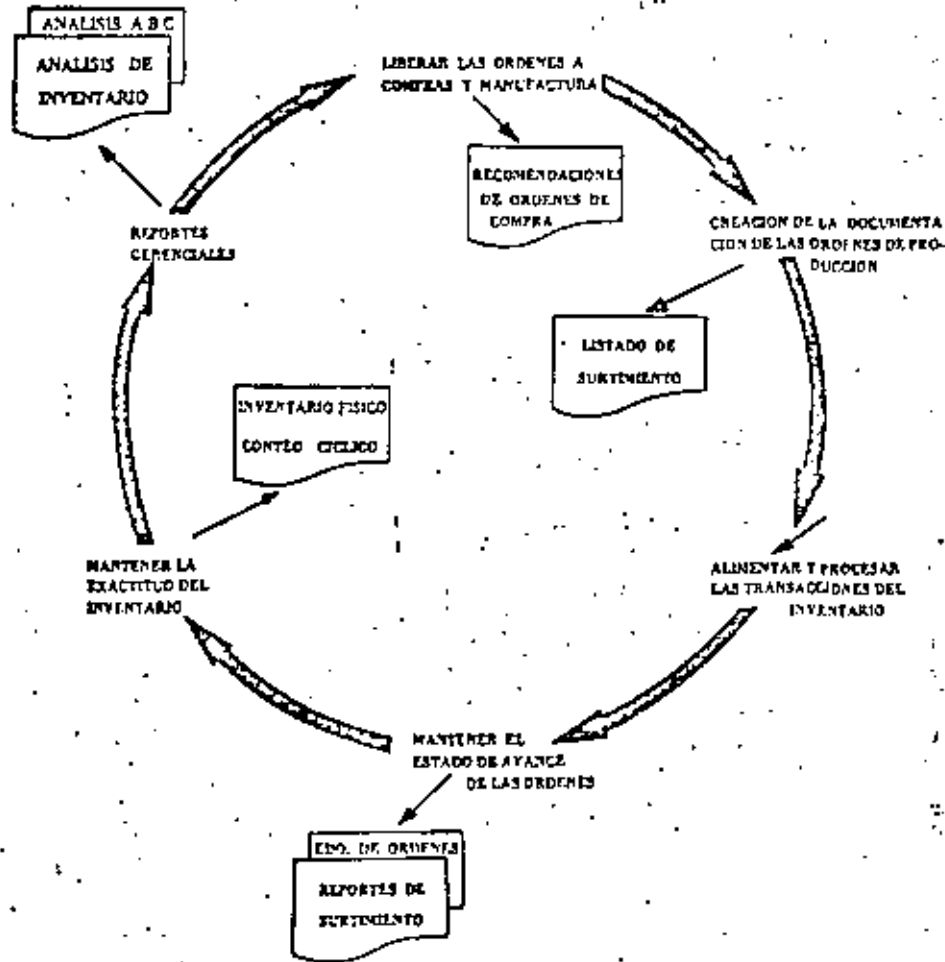 ANALISIS A B C
ANALISIS DE
INVENTARIO
LIBERAR LAS ORDENES A
COMPRAS Y MANUFACTURA
RECOMENDACIONES
DE ORDENES DE
COMPRA
CREACION DE LA DOCUMENTA
CION DE LAS ORDENES DE PRO-
DUCCION
LISTADO DE
SURTIMIENTO
ALIMENTAR Y PROCESAR
LAS TRANSACCIONES DEL
INVENTARIO
MANTENER EL
ESTADO DE AVANCE
DE LAS ORDENES
EDO. DE ORDENES
REPORTES DE
SURTIMIENTO
MANTENER LA
EXACTITUD DEL
INVENTARIO
INVENTARIO FISICO
CONTEO CICLICO
REPORTES
GERENCIALES